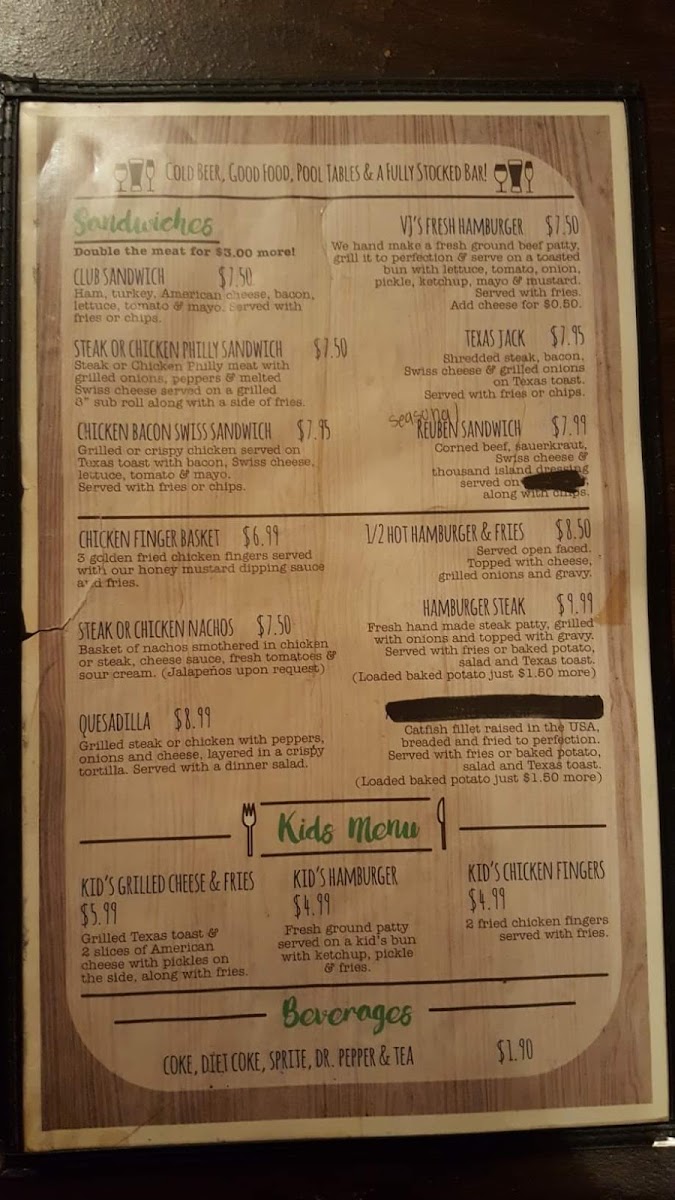 COLD BEER, GOOD FOOD, POOL TABLES & A FULLY STOCKED BAR!
Sandwiches
Double the meat for $3.00 more!
CLUB SANDWICH $7.50
Ham, turkey, American cheese, bacon,
lettuce, tomato & mayo. Served with
fries or chips.
STEAK OR CHICKEN PHILLY SANDWICH $7.50
Steak or Chicken Philly meat with
grilled onions, peppers & melted
Swiss cheese served on a grilled
8" sub roll along with a side of fries.
CHICKEN BACON SWISS SANDWICH $7.95
Grilled or crispy chicken served on
Texas toast with bacon, Swiss cheese,
lettuce, tomato & mayo.
Served with fries or chips.
VJ'S FRESH HAMBURGER $7.50
We hand make a fresh ground beef patty,
grill it to perfection & serve on a toasted
bun with lettuce, tomato, onion,
pickle, ketchup, mayo & mustard.
Served with fries.
Add cheese for $0.50.
TEXAS JACK $7.95
Shredded steak, bacon,
Swiss cheese & grilled onions
on Texas toast.
Served with fries or chips.
seasonal
REUBEN SANDWICH $7.99
Corned beef, sauerkraut,
Swiss cheese &
thousand island dressing
served on
along with chips.
CHICKEN FINGER BASKET $6.99
3 golden fried chicken fingers served
with our honey mustard dipping sauce
and fries.
STEAK OR CHICKEN NACHOS $7.50
Basket of nachos smothered in chicken
or steak, cheese sauce, fresh tomatoes &
sour cream. (Jalapeños upon request)
QUESADILLA $8.99
Grilled steak or chicken with peppers,
onions and cheese, layered in a crispy
tortilla. Served with a dinner salad.
1/2 HOT HAMBURGER & FRIES $8.50
Served open faced.
Topped with cheese,
grilled onions and gravy.
HAMBURGER STEAK $9.99
Fresh hand made steak patty, grilled
with onions and topped with gravy.
Served with fries or baked potato,
salad and Texas toast.
(Loaded baked potato just $1.50 more)
Catfish fillet raised in the USA,
breaded and fried to perfection.
Served with fries or baked potato,
salad and Texas toast.
(Loaded baked potato just $1.50 more)
Kids Menu
KID'S GRILLED CHEESE & FRIES
$5.99
Grilled Texas toast &
2 slices of American
cheese with pickles on
the side, along with fries.
KID'S HAMBURGER
$4.99
Fresh ground patty
served on a kid's bun
with ketchup, pickle
& fries.
KID'S CHICKEN FINGERS
$4.99
2 fried chicken fingers
served with fries.
Beverages
COKE, DIET COKE, SPRITE, DR. PEPPER & TEA $1.90